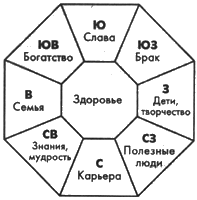 Ю
Слава
ЮВ
Богатство
ЮЗ
Брак
В
Семья
Здоровье
З
Дети,
творчество
СВ
Знания,
мудрость
СЗ
Полезные
люди
С
Карьера